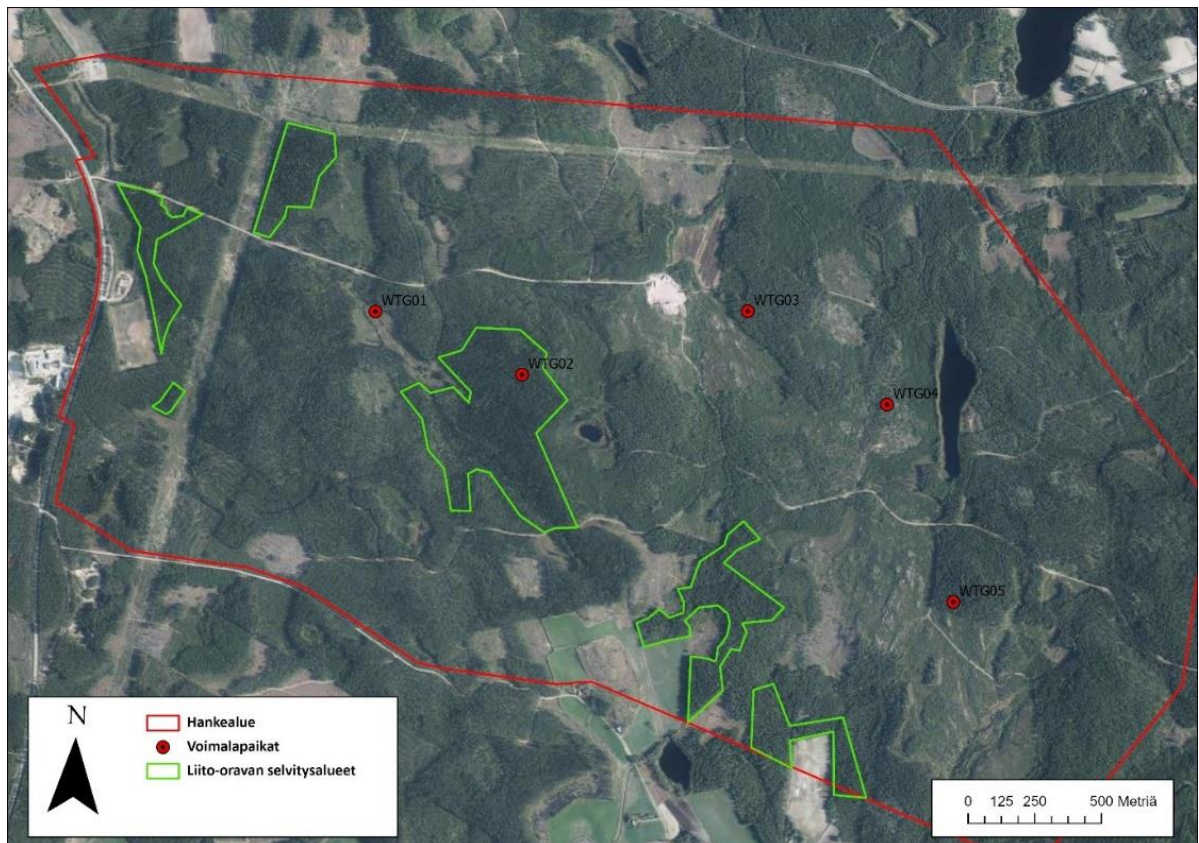 WTG01
WTG03
WTG02
WTG04
WTG05
N
Hankealue
Voimalapaikat
Liito-oravan selvitysalueet
0 125 250 500 Metriä